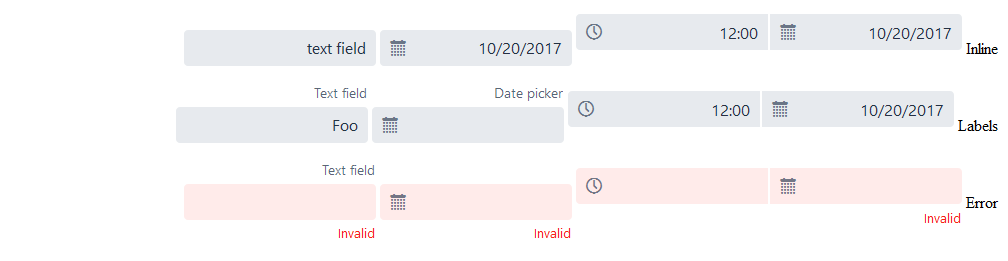 text field 10/20/2017 12:00 10/20/2017 Inline
Text field Date picker
Foo 12:00 10/20/2017 Labels
Text field
Error
Invalid Invalid Invalid